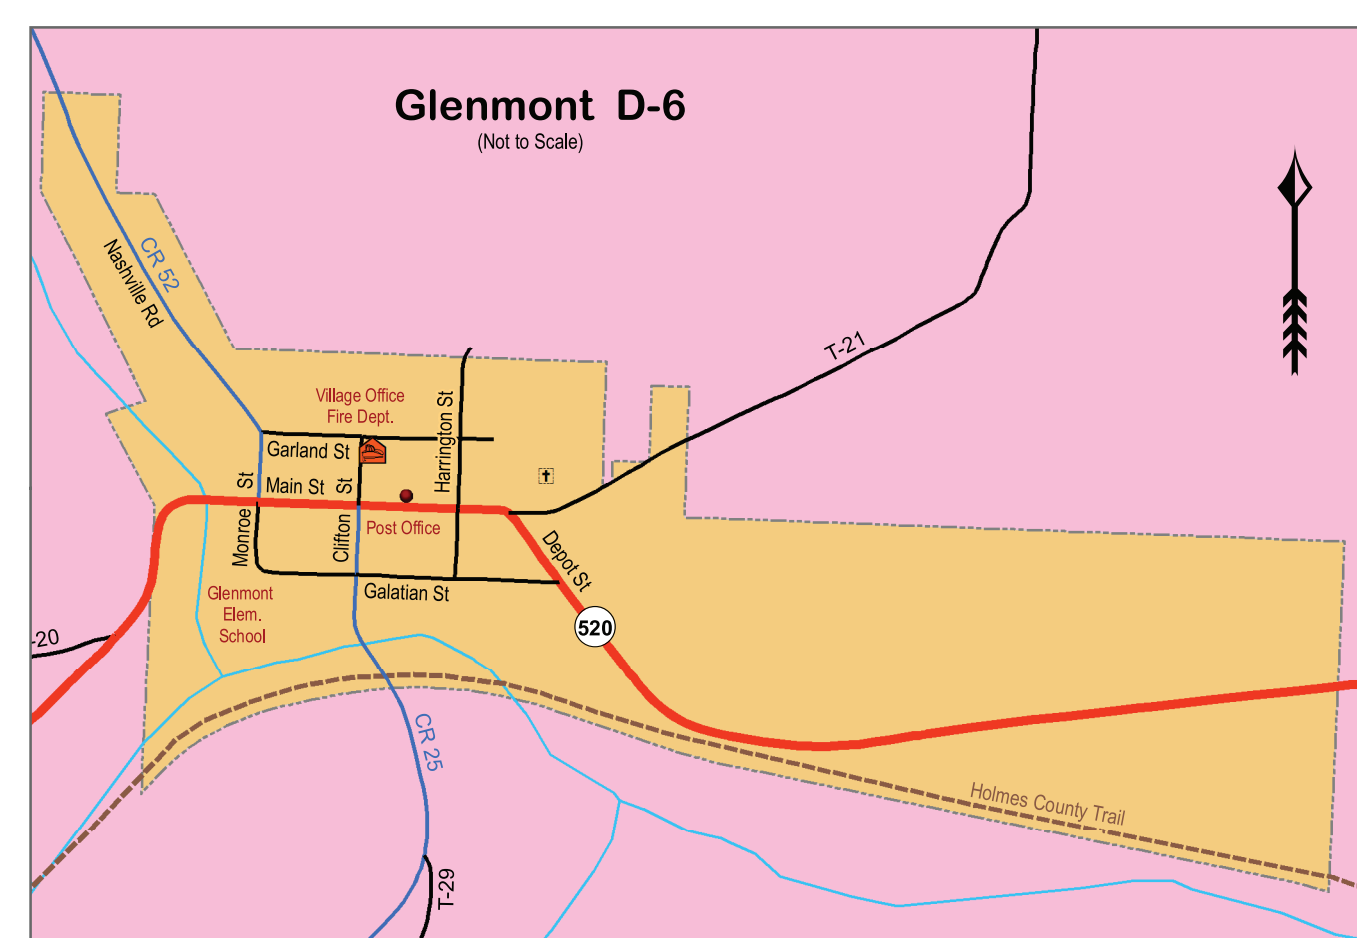 Glenmont D-6
(Not to Scale)
CR 52
Nashville Rd
T-21
Village Office
Fire Dept.
Harrington St
Garland St
Main St
Monroe St
Clifton St
Post Office
Depot St
Galatian St
Glenmont
Elem.
School
520
-20
CR 25
Holmes County Trail
T-29